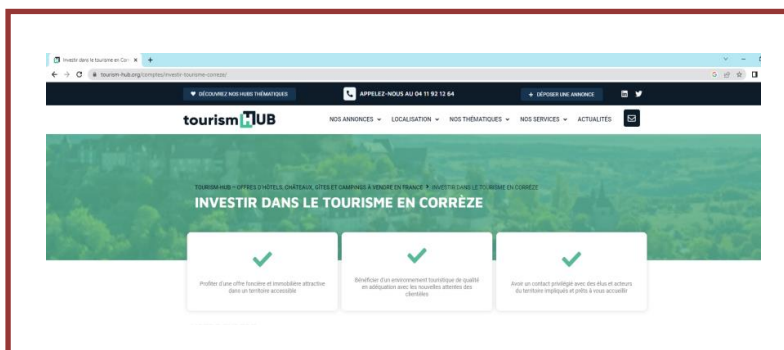 Investir dans le tourisme en Cor
tourism-hub.org/comptes/investir-tourisme-correze/
DÉCOUVREZ NOS HUBS THÉMATIQUES
APPELEZ-NOUS AU 04 11 93 12 64
+ DÉPOSER UNE ANNONCE
tourismHUB
NOS ANNONCES
LOCALISATION
NOS THÉMATIQUES
NOS SERVICES
ACTUALITÉS
TOURISM-HUB – OFFRES D'HÔTELS, CHÂTEAUX, GÎTES ET CAMPINGS À VENDRE EN FRANCE INVESTIR DANS LE TOURISME EN CORRÈZE
INVESTIR DANS LE TOURISME EN CORRÈZE
Profiter d'une offre foncière et immobilière attractive
dans un territoire accessible
Bénéficier d'un environnement touristique de qualité
en adéquation avec les nouvelles attentes des
clientèles
Avoir un contact privilégié avec des élus et acteurs
du territoire impliqués et prêts à vous accueillir